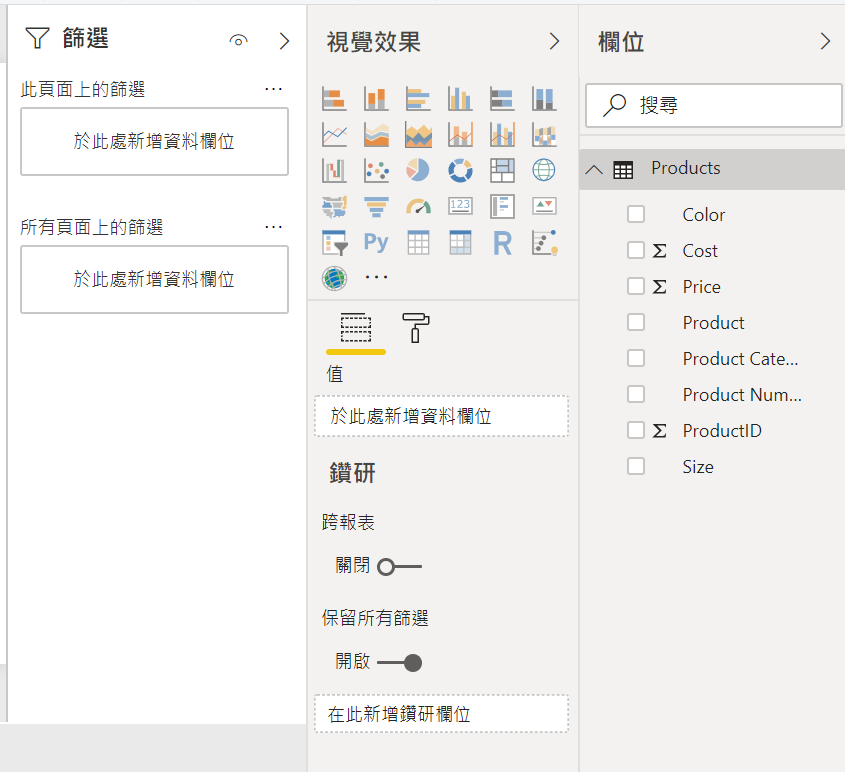 篩選
此頁面上的篩選
...
於此處新增資料欄位
所有頁面上的篩選
...
於此處新增資料欄位
視覺效果
123
Py
R
...
值
於此處新增資料欄位
鑽研
跨報表
關閉
保留所有篩選
開啟
在此新增鑽研欄位
欄位
搜尋
Products
Color
Σ Cost
Σ Price
Product
Product Cate...
Product Num...
Σ ProductID
Size